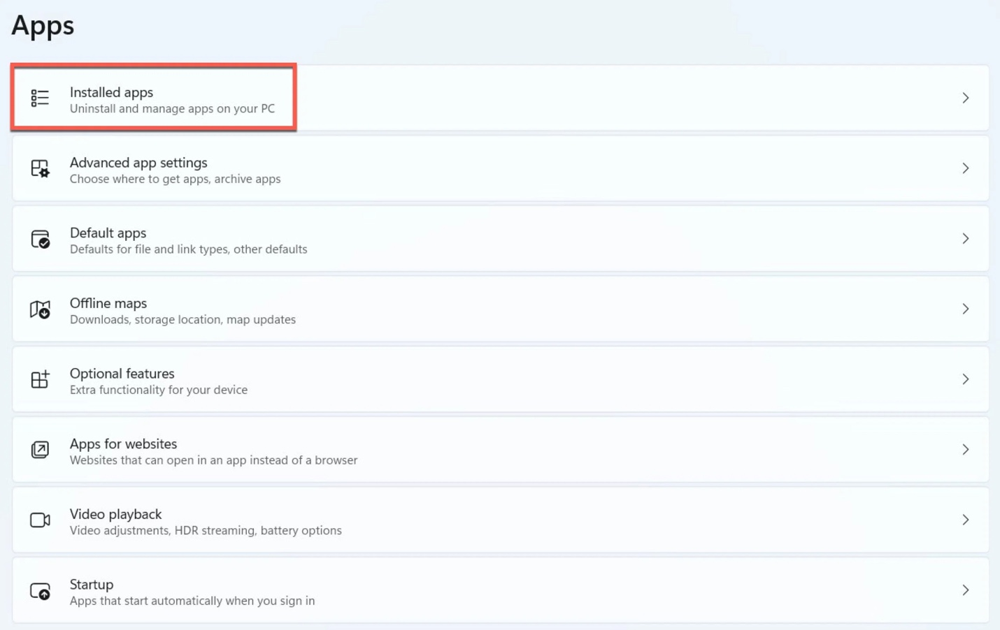 Apps
Installed apps
Uninstall and manage apps on your PC
Advanced app settings
Choose where to get apps, archive apps
Default apps
Defaults for file and link types, other defaults
Offline maps
Downloads, storage location, map updates
Optional features
Extra functionality for your device
Apps for websites
Websites that can open in an app instead of a browser
Video playback
Video adjustments, HDR streaming, battery options
Startup
Apps that start automatically when you sign in